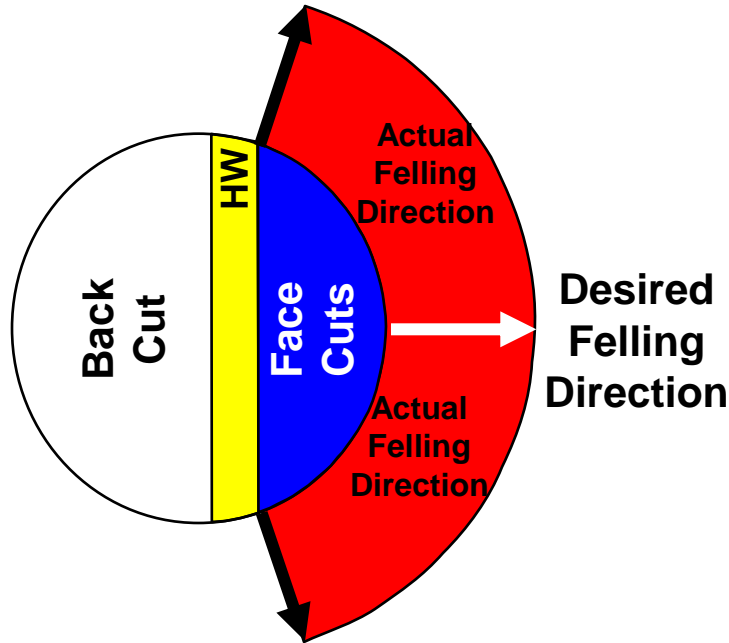 Back
Cut
HW
Face
Cuts
Actual
Felling
Direction
Desired
Felling
Direction
Actual
Felling
Direction